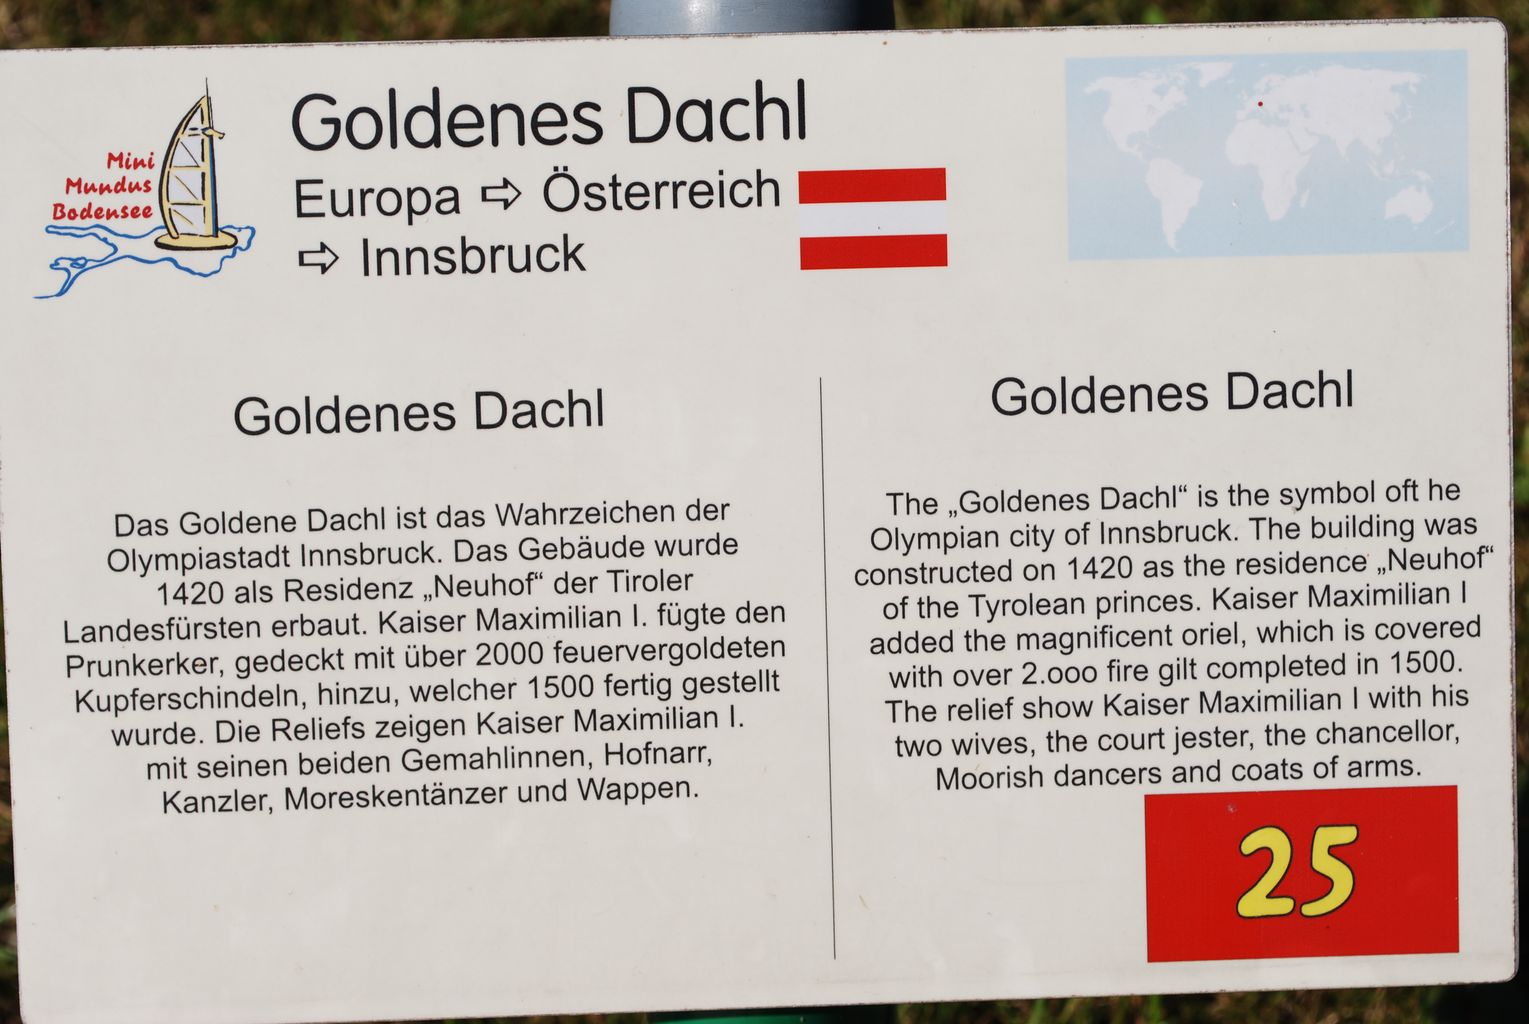 Mini
Mundus
Bodensee
Goldenes Dachl
Europa ⇨ Österreich
⇨ Innsbruck
Goldenes Dachl
Das Goldene Dachl ist das Wahrzeichen der
Olympiastadt Innsbruck. Das Gebäude wurde
1420 als Residenz „Neuhof“ der Tiroler
Landesfürsten erbaut. Kaiser Maximilian I. fügte den
Prunkerker, gedeckt mit über 2000 feuervergoldeten
Kupferschindeln, hinzu, welcher 1500 fertig gestellt
wurde. Die Reliefs zeigen Kaiser Maximilian I.
mit seinen beiden Gemahlinnen, Hofnarr,
Kanzler, Moreskentänzer und Wappen.
Goldenes Dachl
The „Goldenes Dachl“ is the symbol oft he
Olympian city of Innsbruck. The building was
constructed on 1420 as the residence „Neuhof“
of the Tyrolean princes. Kaiser Maximilian I
added the magnificent oriel, which is covered
with over 2.ooo fire gilt completed in 1500.
The relief show Kaiser Maximilian I with his
two wives, the court jester, the chancellor,
Moorish dancers and coats of arms.
25